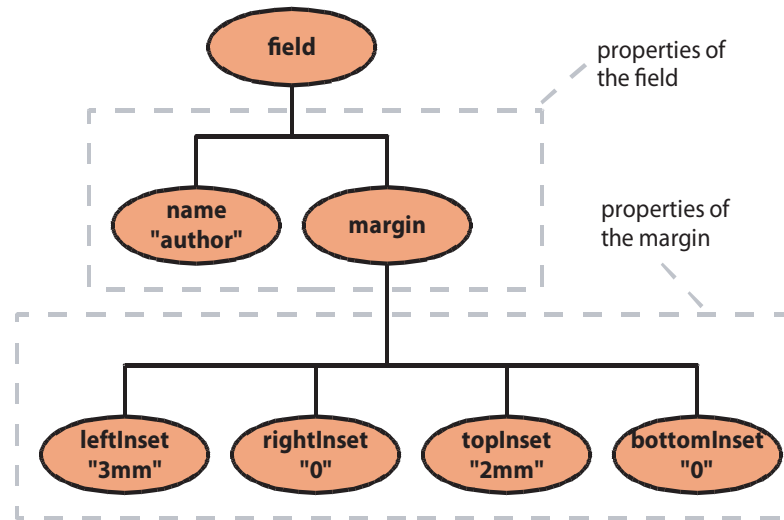 field
properties of
the field
name
"author"
margin
properties of
the margin
leftInset
"3mm"
rightInset
"0"
topInset
"2mm"
bottomInset
"0"